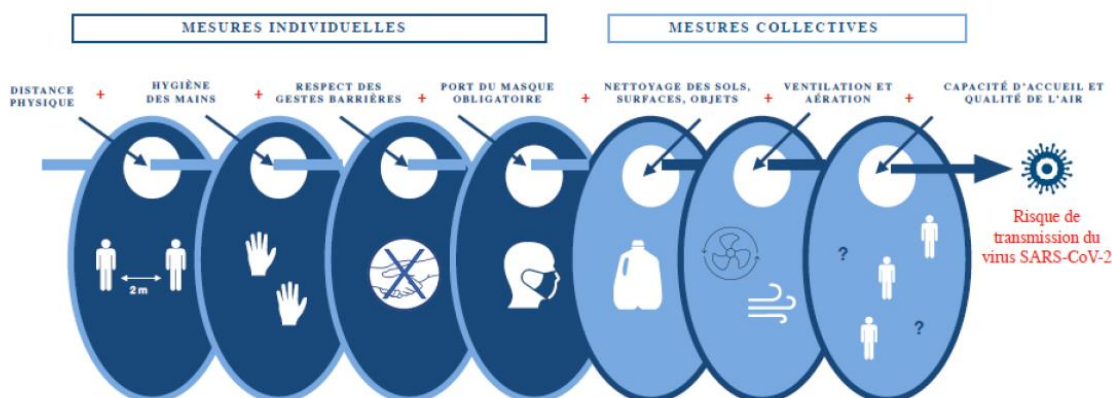 MESURES INDIVIDUELLES
MESURES COLLECTIVES
DISTANCE
PHYSIQUE
+
HYGIÈNE
DES MAINS
+
RESPECT DES
GESTES BARRIÈRES
+
PORT DU MASQUE
OBLIGATOIRE
+
NETTOYAGE DES SOLS,
SURFACES, OBJETS
+
VENTILATION ET
AÉRATION
+
CAPACITÉ D'ACCUEIL ET
QUALITÉ DE L'AIR
2 m
?
?
Risque de
transmission du
virus SARS-CoV-2